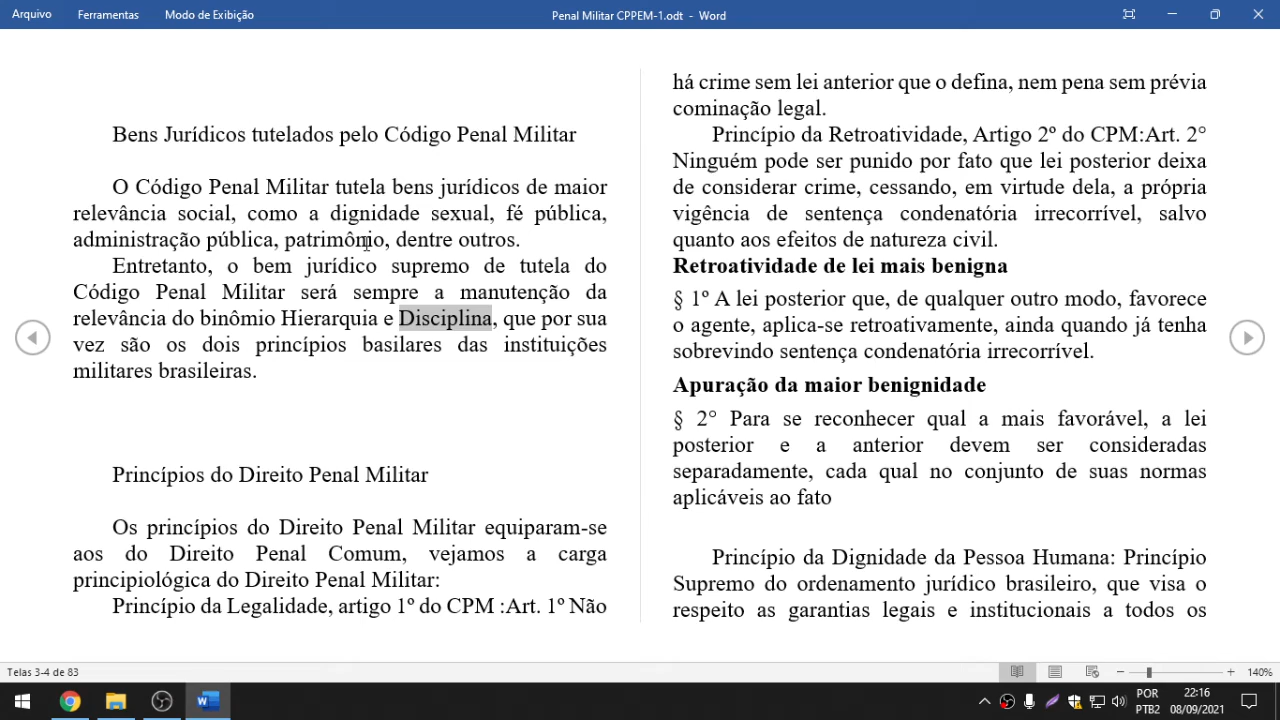 Arquivo Ferramentas Modo de Exibição Penal Militar CPPEM-1.odt - Word
Bens Jurídicos tutelados pelo Código Penal Militar
O Código Penal Militar tutela bens jurídicos de maior
relevância social, como a dignidade sexual, fé pública,
administração pública, patrimônio, dentre outros.
Entretanto, o bem jurídico supremo de tutela do
Código Penal Militar será sempre a manutenção da
relevância do binômio Hierarquia e Disciplina, que por sua
vez são os dois princípios basilares das instituições
militares brasileiras.
Princípios do Direito Penal Militar
Os princípios do Direito Penal Militar equiparam-se
aos do Direito Penal Comum, vejamos a carga
principiológica do Direito Penal Militar:
Princípio da Legalidade, artigo 1º do CPM :Art. 1º Não
há crime sem lei anterior que o defina, nem pena sem prévia
cominação legal.
Princípio da Retroatividade, Artigo 2º do CPM:Art. 2°
Ninguém pode ser punido por fato que lei posterior deixa
de considerar crime, cessando, em virtude dela, a própria
vigência de sentença condenatória irrecorrível, salvo
quanto aos efeitos de natureza civil.
Retroatividade de lei mais benigna
§ 1º A lei posterior que, de qualquer outro modo, favorece
o agente, aplica-se retroativamente, ainda quando já tenha
sobrevindo sentença condenatória irrecorrível.
Apuração da maior benignidade
§ 2° Para se reconhecer qual a mais favorável, a lei
posterior e a anterior devem ser consideradas
separadamente, cada qual no conjunto de suas normas
aplicáveis ao fato
Princípio da Dignidade da Pessoa Humana: Princípio
Supremo do ordenamento jurídico brasileiro, que visa o
respeito as garantias legais e institucionais a todos os
Telas 3-4 de 83 140%
POR 22:16
PTB2 08/09/2021